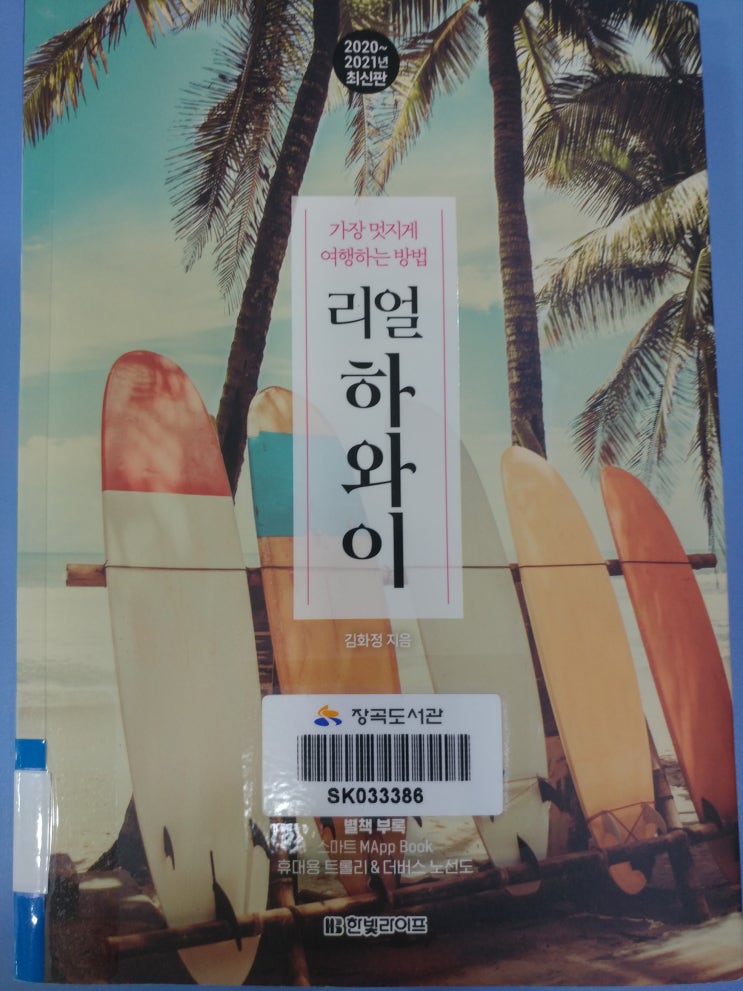 2020~
2021년
최신판
가장 멋지게
여행하는 방법
리얼
하와이
김화정 지음
장곡도서관
SK033386
별책 부록
스마트 MApp Book
휴대용 트롤리 & 더버스 노선도
HB 한빛라이프